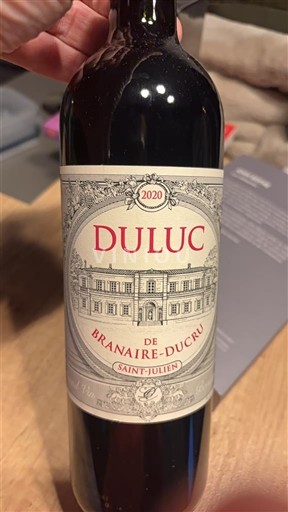 2020
DULUC
DE
BRANAIRE-DUCRU
SAINT-JULIEN